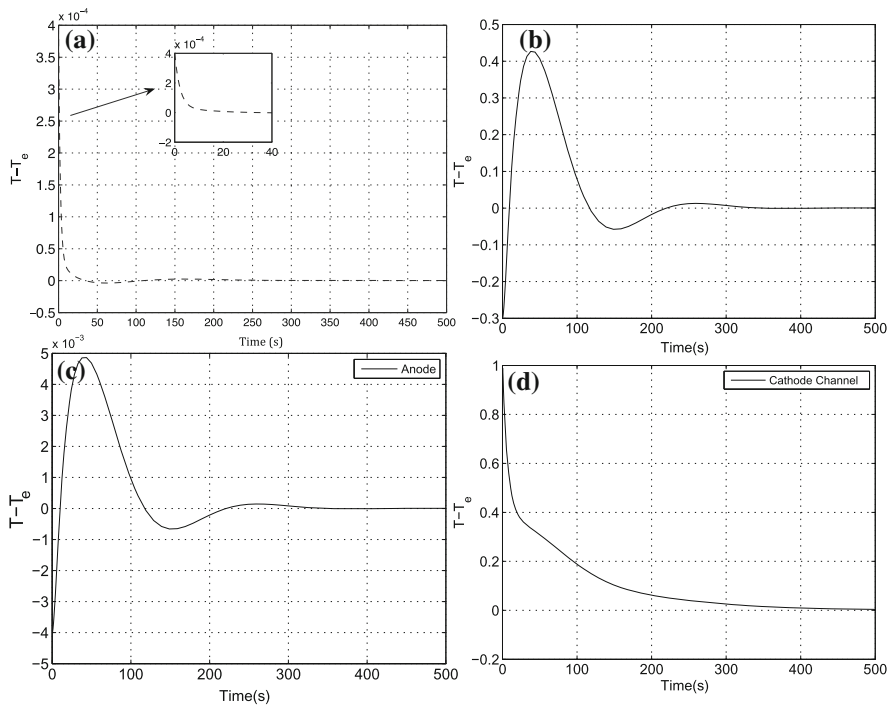 (a)
x 10⁻⁴
4
3.5
3
2.5
2
1.5
1
0.5
0
−0.5
T−Tₑ
0 50 100 150 200 250 300 350 400 450 500
Time (s)
x 10⁻⁴
4
2
0
−2
0 20 40
(b)
0.5
0.4
0.3
0.2
0.1
0
−0.1
−0.2
−0.3
T−Tₑ
0 100 200 300 400 500
Time(s)
(c)
x 10⁻³
5
4
3
2
1
0
−1
−2
−3
−4
−5
T−Tₑ
Anode
0 100 200 300 400 500
Time(s)
(d)
1
0.8
0.6
0.4
0.2
0
−0.2
T−Tₑ
Cathode Channel
0 100 200 300 400 500
Time(s)